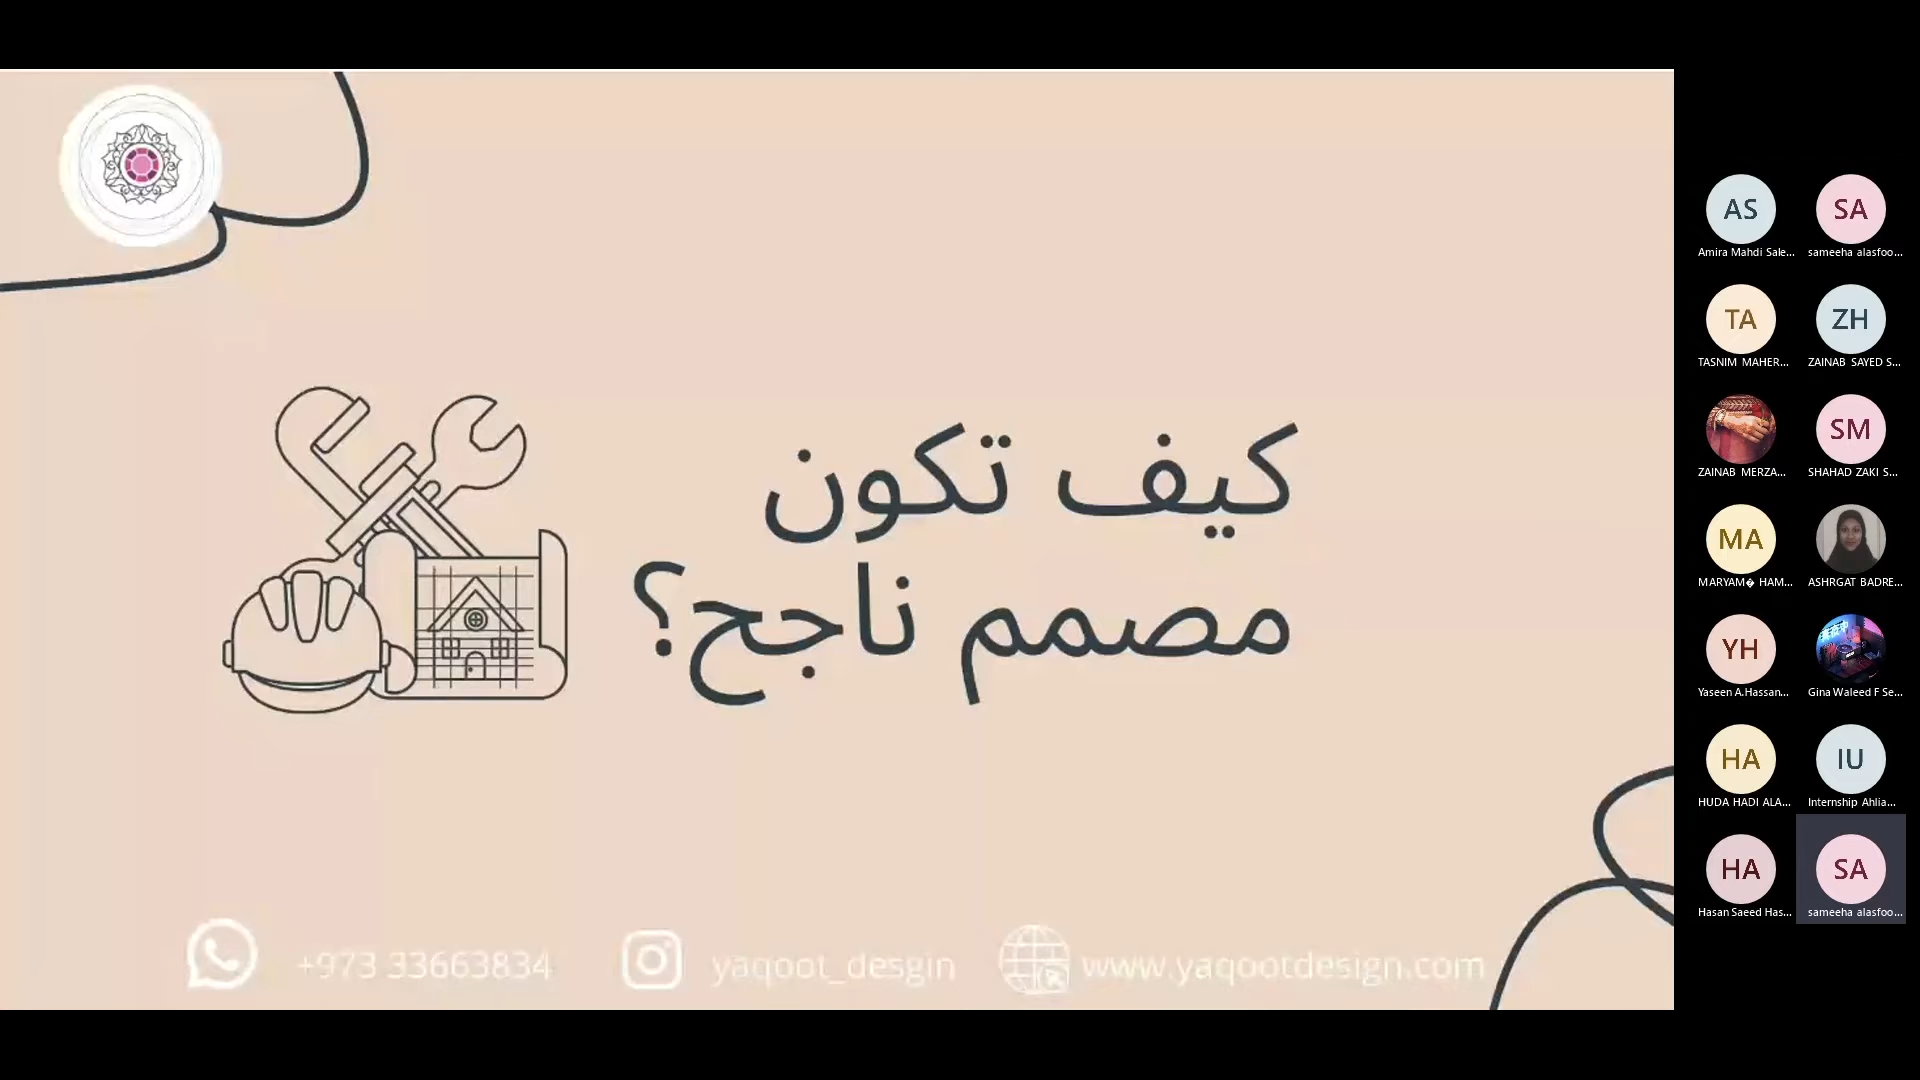 كيف تكون
مصمم ناجح؟
+973 33663834
yaqoot_desgin
www.yaqootdesign.com
AS
Amira Mahdi Sale...
SA
sameeha alasfoo...
TA
TASNIM MAHER...
ZH
ZAINAB SAYED S...
ZAINAB MERZA...
SM
SHAHAD ZAKI S...
MA
MARYAM� HAM...
ASHRGAT BADRE...
YH
Yaseen A.Hassan...
Gina Waleed F Se...
HA
HUDA HADI ALA...
IU
Internship Ahlia...
HA
Hasan Saeed Has...
SA
sameeha alasfoo...